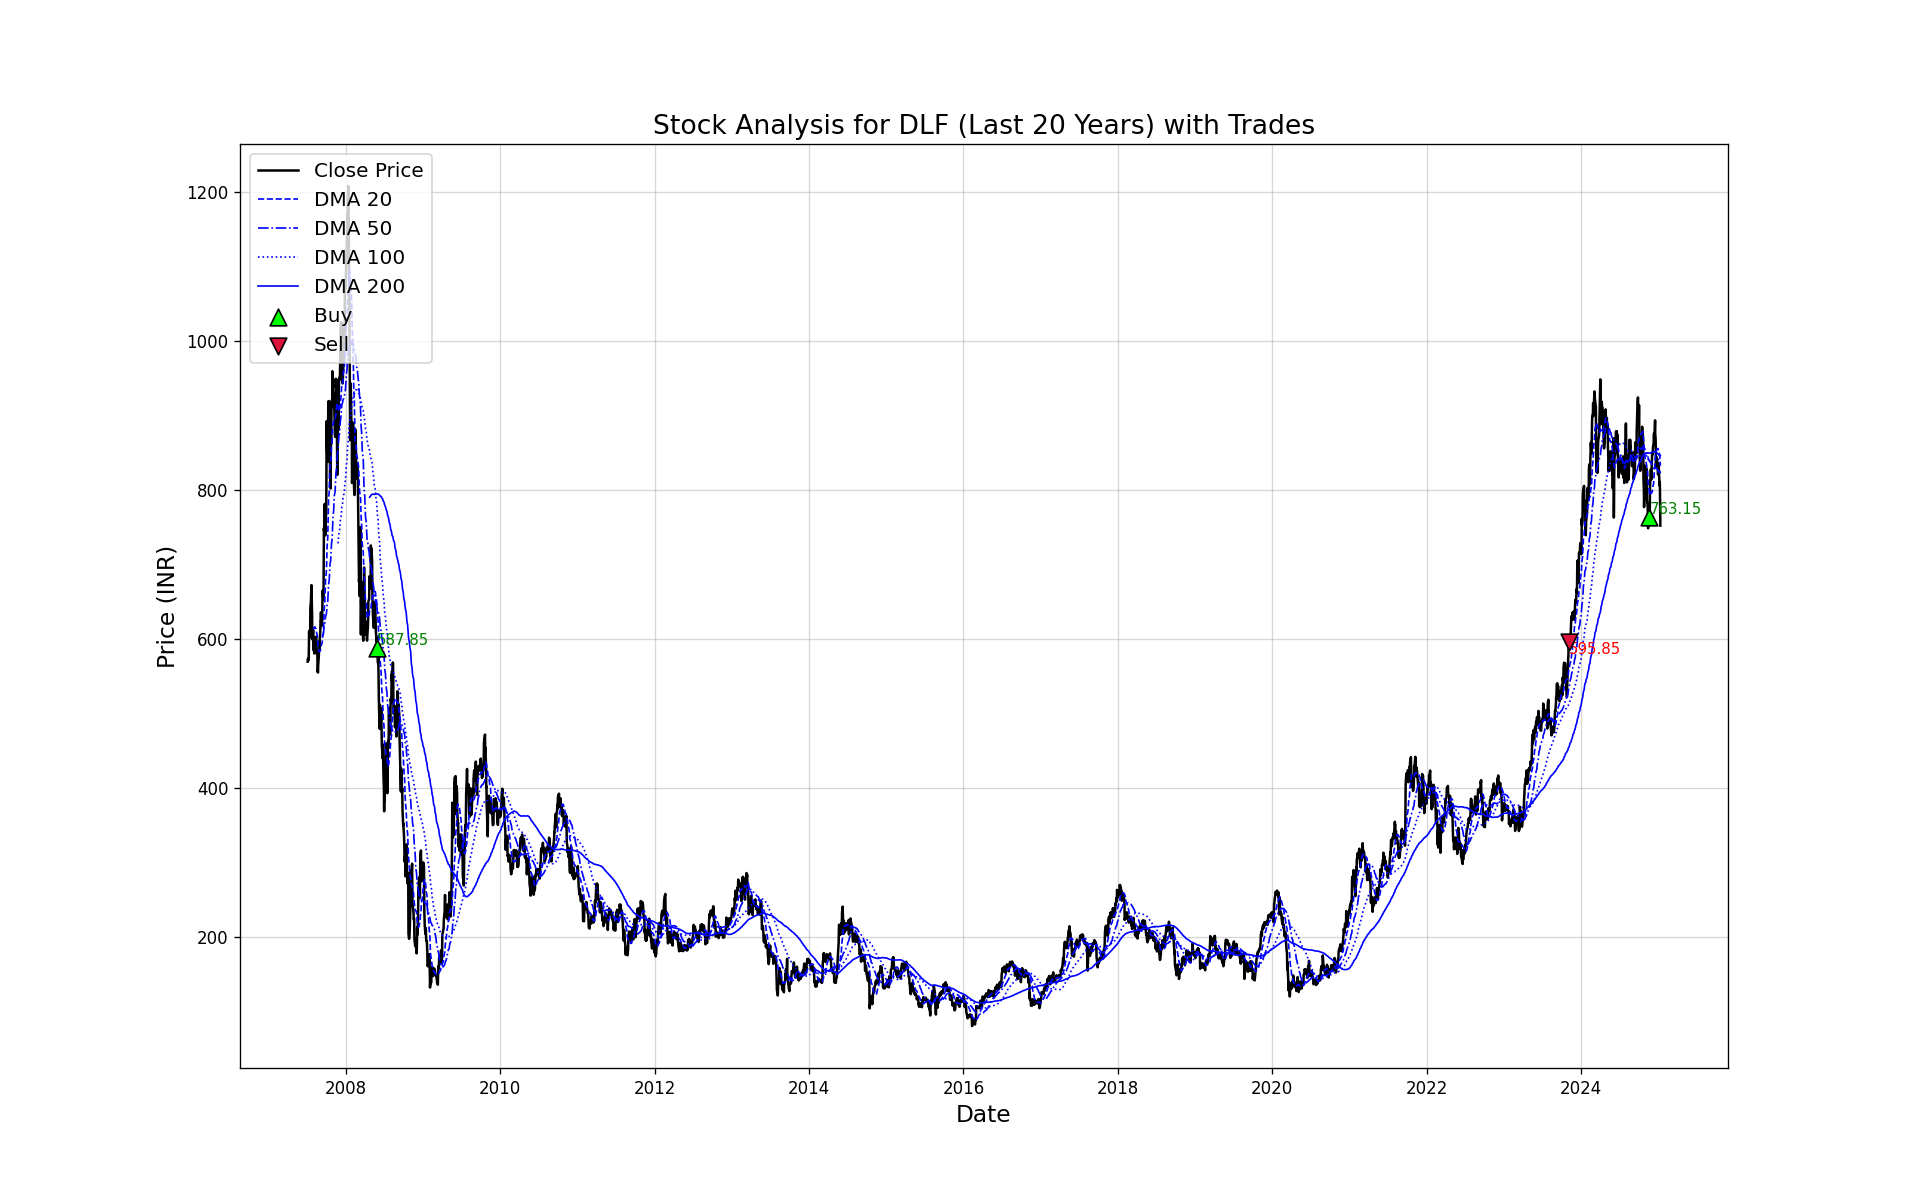 Stock Analysis for DLF (Last 20 Years) with Trades
Close Price
DMA 20
DMA 50
DMA 100
DMA 200
Buy
Sell
1200
1000
800
600
400
200
Price (INR)
587.85
595.85
763.15
2008
2010
2012
2014
2016
2018
2020
2022
2024
Date